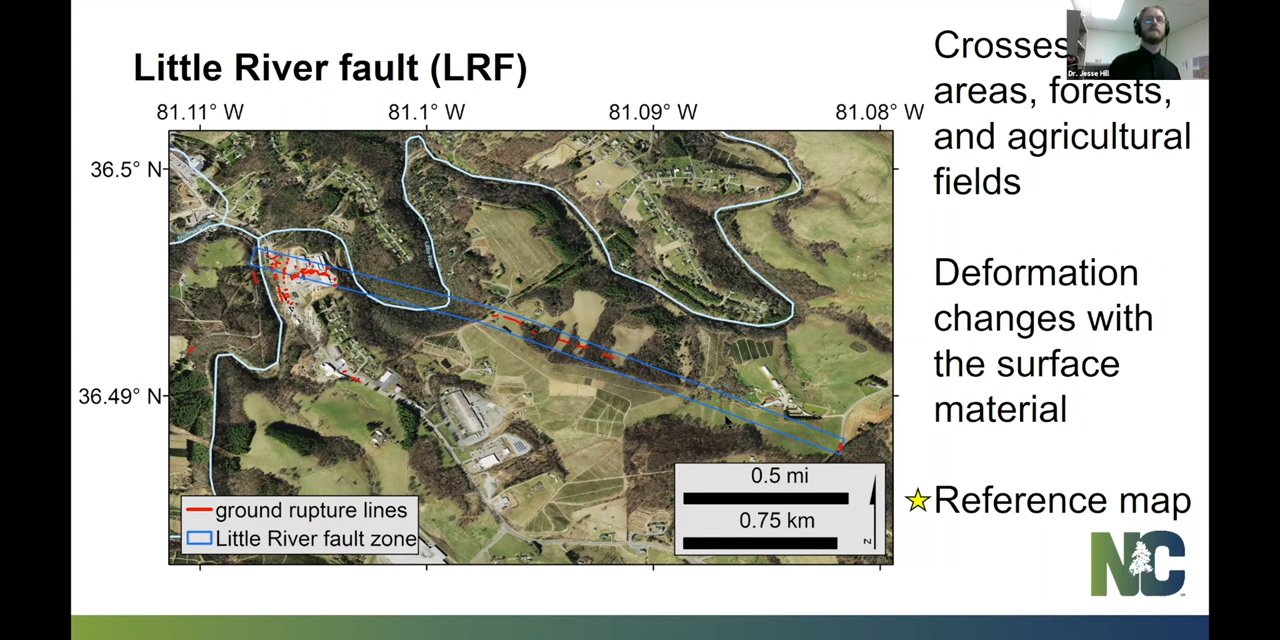 Little River fault (LRF)
81.11° W
81.1° W
81.09° W
81.08° W
36.5° N
36.49° N
Little River
ground rupture lines
Little River fault zone
0.5 mi
0.75 km
N
Crosses
areas, forests,
and agricultural
fields
Deformation
changes with
the surface
material
Reference map
Dr. Jesse Hill
NC